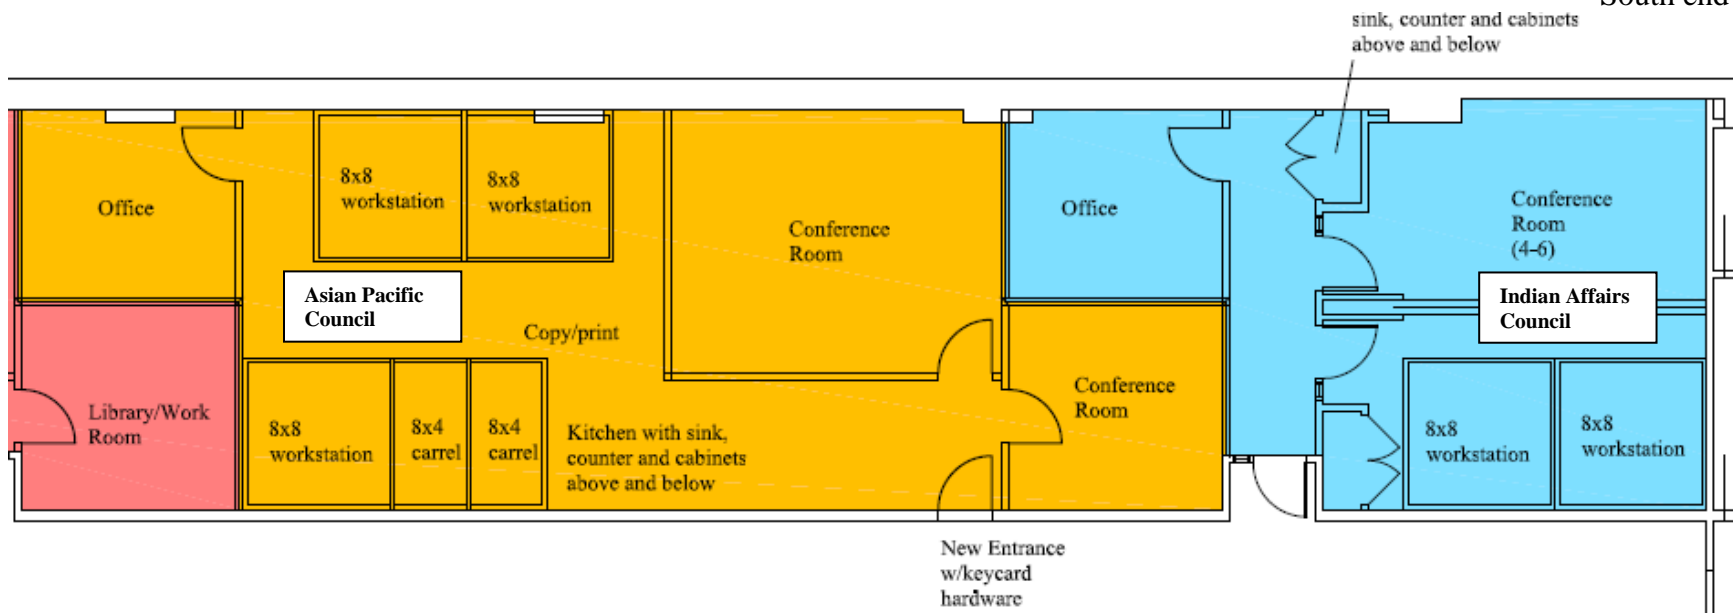 South end
sink, counter and cabinets
above and below
Office
8x8
workstation
8x8
workstation
Conference
Room
Office
Conference
Room
(4-6)
Asian Pacific
Council
Copy/print
Indian Affairs
Council
Library/Work
Room
8x8
workstation
8x4
carrel
8x4
carrel
Kitchen with sink,
counter and cabinets
above and below
Conference
Room
8x8
workstation
8x8
workstation
New Entrance
w/keycard
hardware